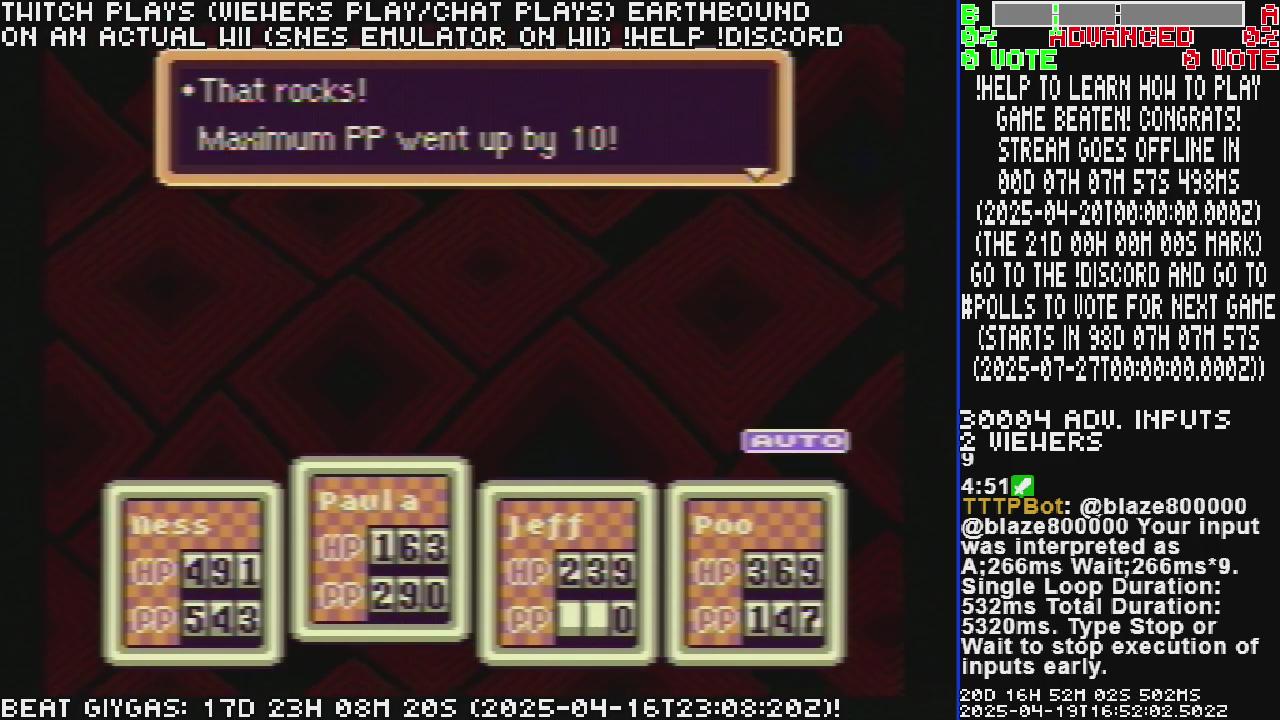 TWITCH PLAYS (VIEWERS PLAY/CHAT PLAYS) EARTHBOUND
ON AN ACTUAL WII (SNES EMULATOR ON WII) !HELP !DISCORD
•That rocks!
Maximum PP went up by 10!
AUTO
Ness
HP 491
PP 543
Paula
HP 163
PP 290
Jeff
HP 239
PP 0
Poo
HP 369
PP 147
BEAT GIYGAS: 17D 23H 08M 20S (2025-04-16T23:08:20Z)!
B A
0% ADVANCED 0%
0 VOTE 0 VOTE
!HELP TO LEARN HOW TO PLAY
GAME BEATEN! CONGRATS!
STREAM GOES OFFLINE IN
00D 07H 07M 57S 498MS
(2025-04-20T00:00:00.000Z)
(THE 21D 00H 00M 00S MARK)
GO TO THE !DISCORD AND GO TO
#POLLS TO VOTE FOR NEXT GAME
(STARTS IN 98D 07H 07M 57S
(2025-07-27T00:00:00.000Z))
30004 ADV. INPUTS
2 VIEWERS
9
4:51
TTTPBot: @blaze800000
@blaze800000 Your input
was interpreted as
A;266ms Wait;266ms*9.
Single Loop Duration:
532ms Total Duration:
5320ms. Type Stop or
Wait to stop execution of
inputs early.
20D 16H 52M 02S 502MS
2025-04-19T16:52:02.502Z